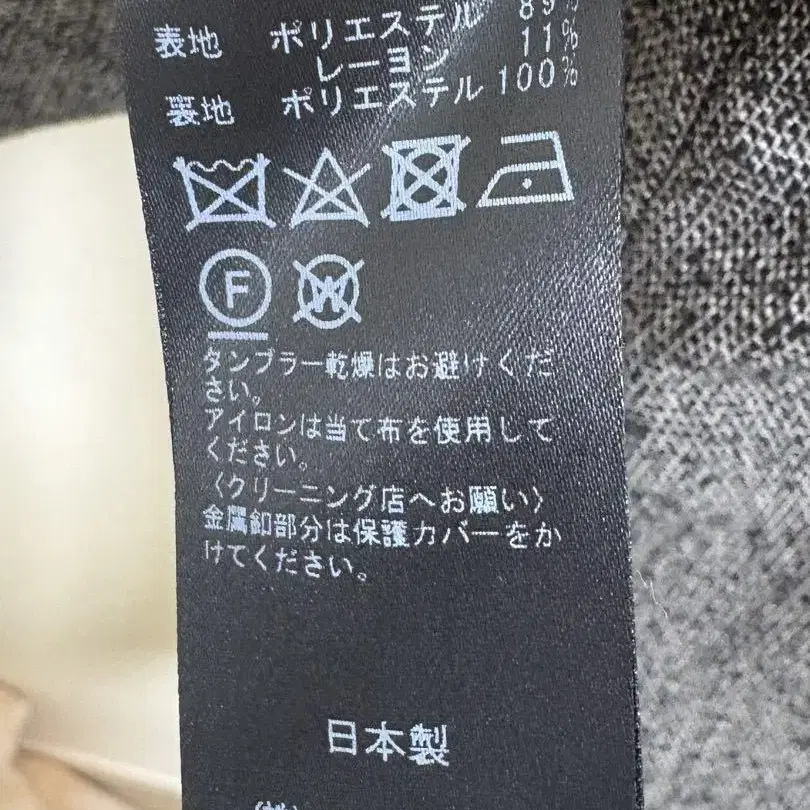 表地 ポリエステル 89%
レーヨン 11%
裏地 ポリエステル 100%
F
W
タンブラー乾燥はお避けくだ
さい。
アイロンは当て布を使用して
ください。
〈クリーニング店へお願い〉
金属釦部分は保護カバーをか
けてください。
日本製